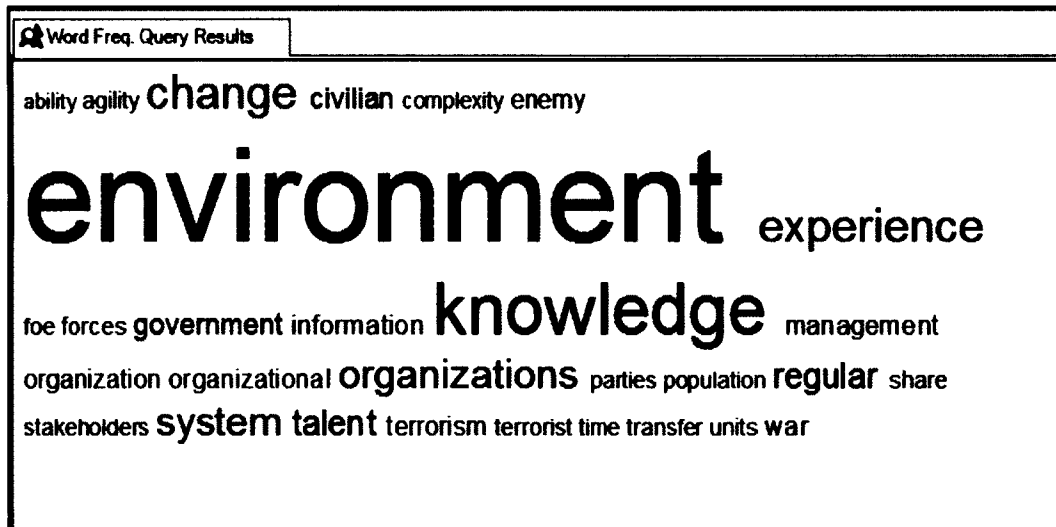 Word Freq. Query Results
ability agility change civilian complexity enemy
environment experience
foe forces government information knowledge management
organization organizational organizations parties population regular share
stakeholders system talent terrorism terrorist time transfer units war